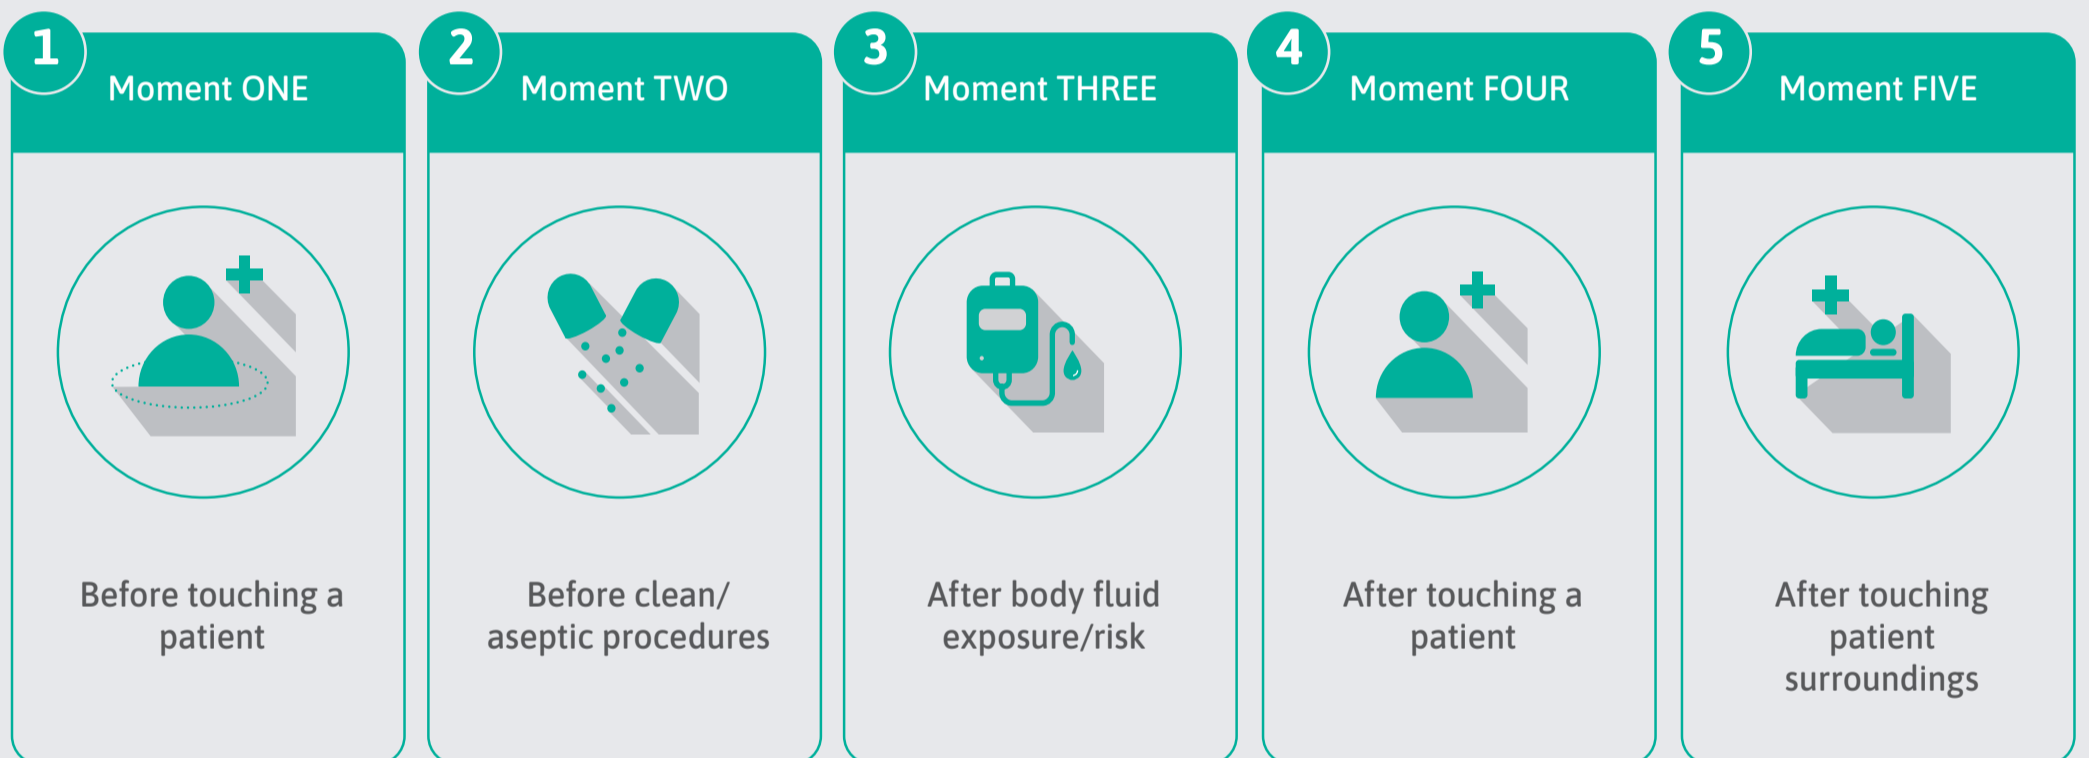 1
Moment ONE
Before touching a
patient
2
Moment TWO
Before clean/
aseptic procedures
3
Moment THREE
After body fluid
exposure/risk
4
Moment FOUR
After touching a
patient
5
Moment FIVE
After touching
patient
surroundings